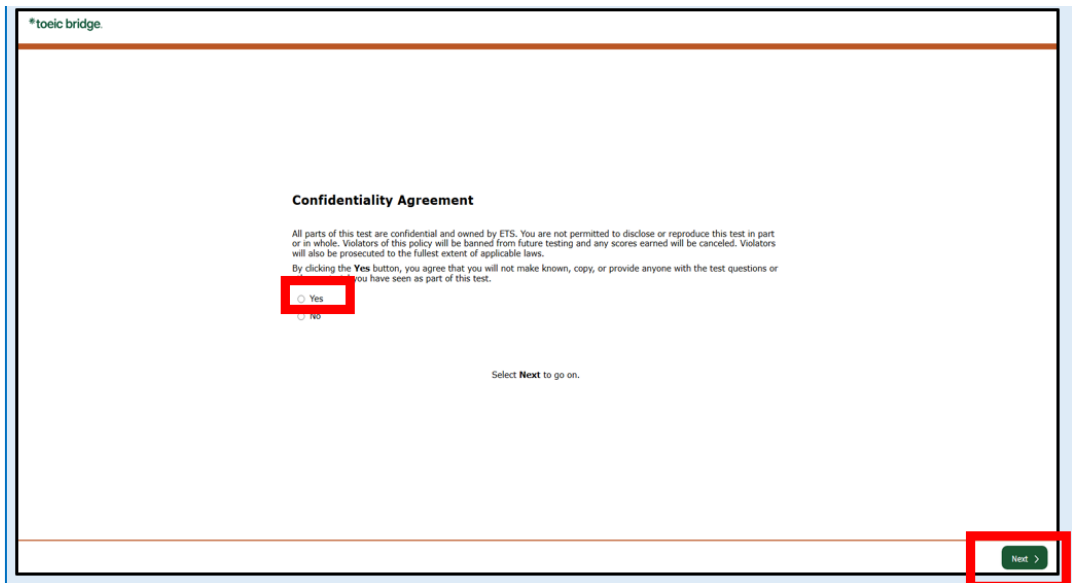 *toeic bridge.
Confidentiality Agreement
All parts of this test are confidential and owned by ETS. You are not permitted to disclose or reproduce this test in part
or in whole. Violators of this policy will be banned from future testing and any scores earned will be canceled. Violators
will also be prosecuted to the fullest extent of applicable laws.
By clicking the Yes button, you agree that you will not make known, copy, or provide anyone with the test questions or
you have seen as part of this test.
Yes
No
Select Next to go on.
Next >